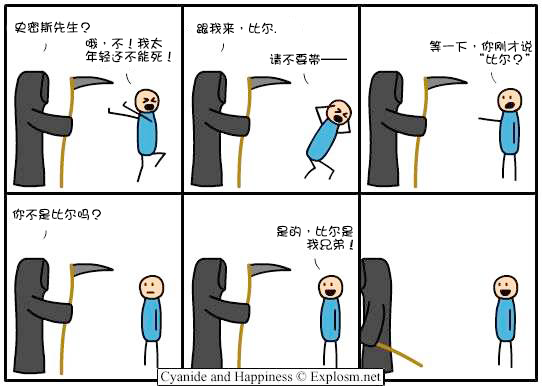 史密斯先生？
哦，不！我太
年轻还不能死！
跟我来，比尔.
请不要带——
等一下，你刚才说
“比尔？”
你不是比尔吗？
是的，比尔是
我兄弟！
Cyanide and Happiness © Explosm.net